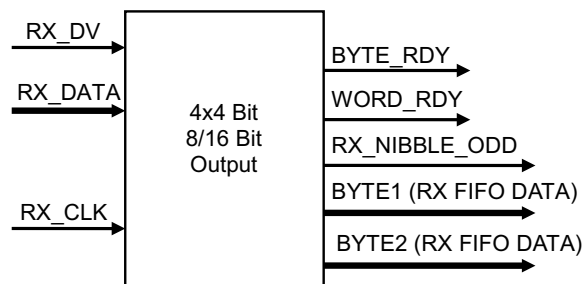 RX_DV
RX_DATA
RX_CLK
4x4 Bit
8/16 Bit
Output
BYTE_RDY
WORD_RDY
RX_NIBBLE_ODD
BYTE1 (RX FIFO DATA)
BYTE2 (RX FIFO DATA)